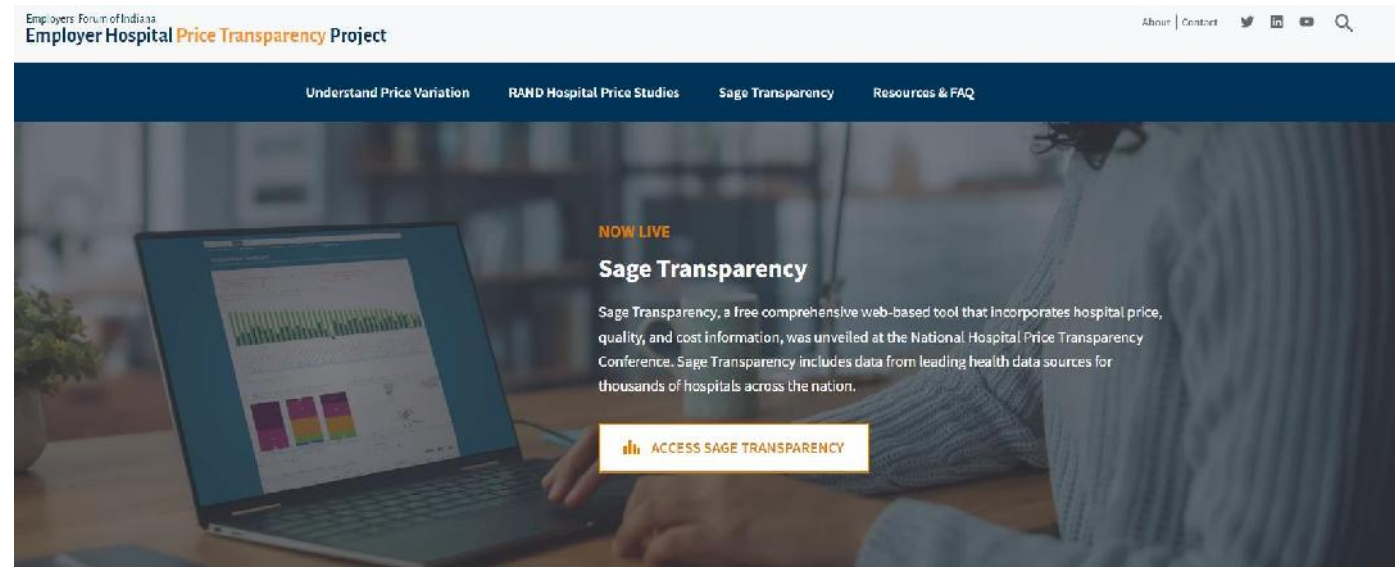 Employers Forum of Indiana
Employer Hospital Price Transparency Project
About | Contact
Understand Price Variation
RAND Hospital Price Studies
Sage Transparency
Resources & FAQ
NOW LIVE
Sage Transparency
Sage Transparency, a free comprehensive web-based tool that incorporates hospital price,
quality, and cost information, was unveiled at the National Hospital Price Transparency
Conference. Sage Transparency includes data from leading health data sources for
thousands of hospitals across the nation.
ACCESS SAGE TRANSPARENCY